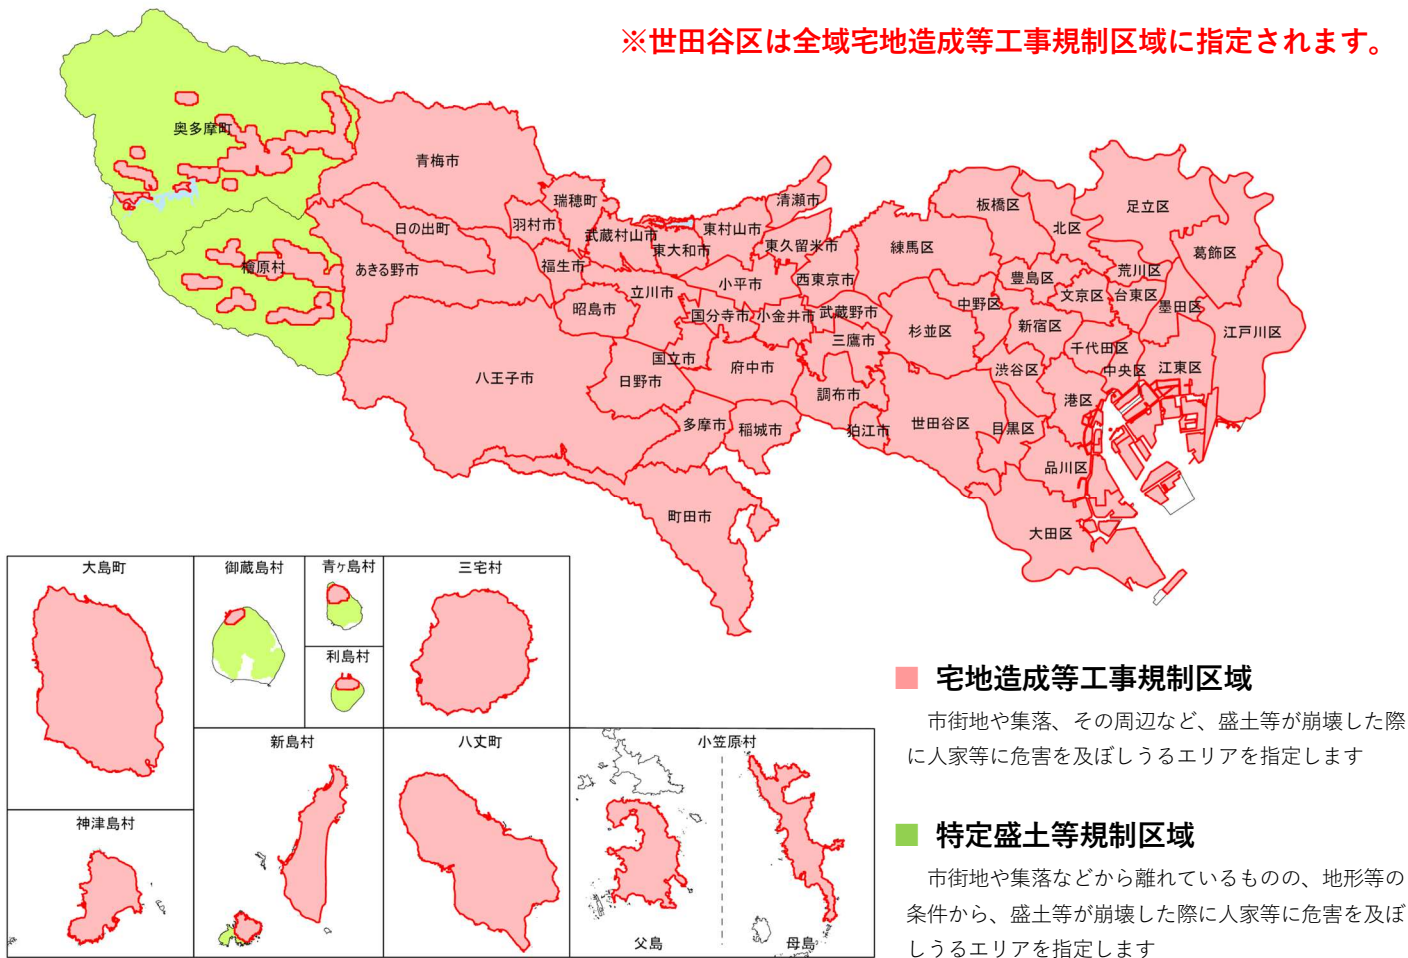 ※世田谷区は全域宅地造成等工事規制区域に指定されます。
奥多摩町
青梅市
檜原村
日の出町
あきる野市
羽村市
瑞穂町
武蔵村山市
東大和市
東村山市
清瀬市
東久留米市
福生市
昭島市
立川市
小平市
西東京市
国分寺市
小金井市
武蔵野市
三鷹市
八王子市
日野市
国立市
府中市
調布市
多摩市
稲城市
狛江市
町田市
練馬区
板橋区
北区
足立区
葛飾区
豊島区
文京区
荒川区
台東区
墨田区
江戸川区
中野区
杉並区
新宿区
千代田区
中央区
江東区
渋谷区
港区
世田谷区
目黒区
品川区
大田区
大島町
御蔵島村
青ヶ島村
三宅村
利島村
新島村
八丈町
小笠原村
神津島村
父島
母島
宅地造成等工事規制区域
市街地や集落、その周辺など、盛土等が崩壊した際
に人家等に危害を及ぼしうるエリアを指定します
特定盛土等規制区域
市街地や集落などから離れているものの、地形等の
条件から、盛土等が崩壊した際に人家等に危害を及ぼ
しうるエリアを指定します